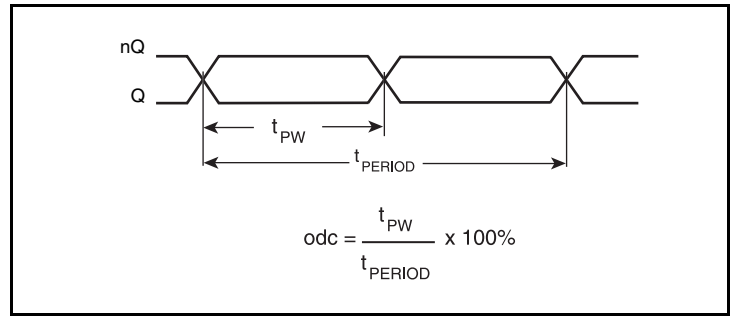 nQ
Q
tPW
tPERIOD
odc = tPW / tPERIOD x 100%